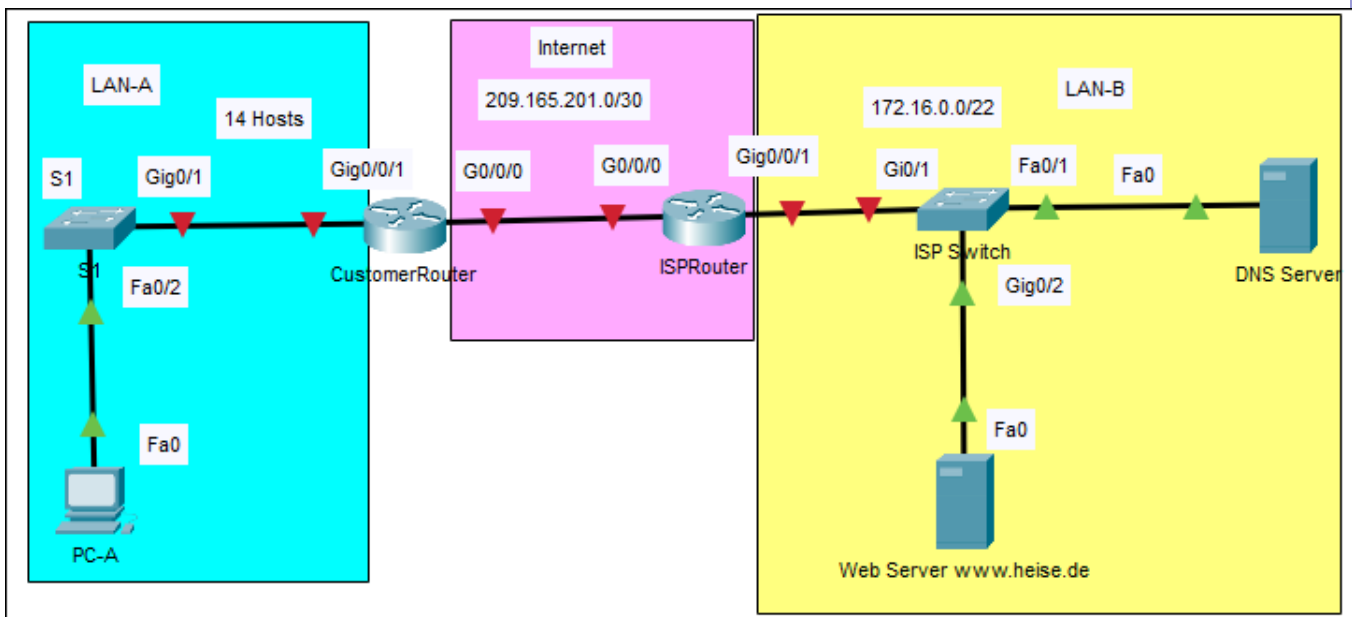 LAN-A
14 Hosts
S1
Gig0/1
Gig0/0/1
S1
CustomerRouter
Fa0/2
Fa0
PC-A
Internet
209.165.201.0/30
G0/0/0
G0/0/0
ISPRouter
LAN-B
172.16.0.0/22
Gig0/0/1
Gi0/1
Fa0/1
Fa0
ISP Switch
DNS Server
Gig0/2
Fa0
Web Server www.heise.de